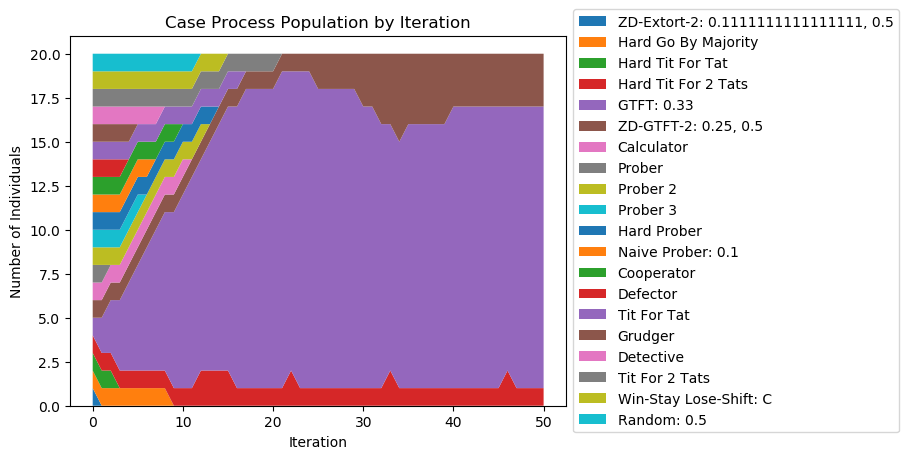 Case Process Population by Iteration
20.0
17.5
15.0
12.5
10.0
7.5
5.0
2.5
0.0
Number of Individuals
0 10 20 30 40 50
Iteration
ZD-Extort-2: 0.1111111111111111, 0.5
Hard Go By Majority
Hard Tit For Tat
Hard Tit For 2 Tats
GTFT: 0.33
ZD-GTFT-2: 0.25, 0.5
Calculator
Prober
Prober 2
Prober 3
Hard Prober
Naive Prober: 0.1
Cooperator
Defector
Tit For Tat
Grudger
Detective
Tit For 2 Tats
Win-Stay Lose-Shift: C
Random: 0.5